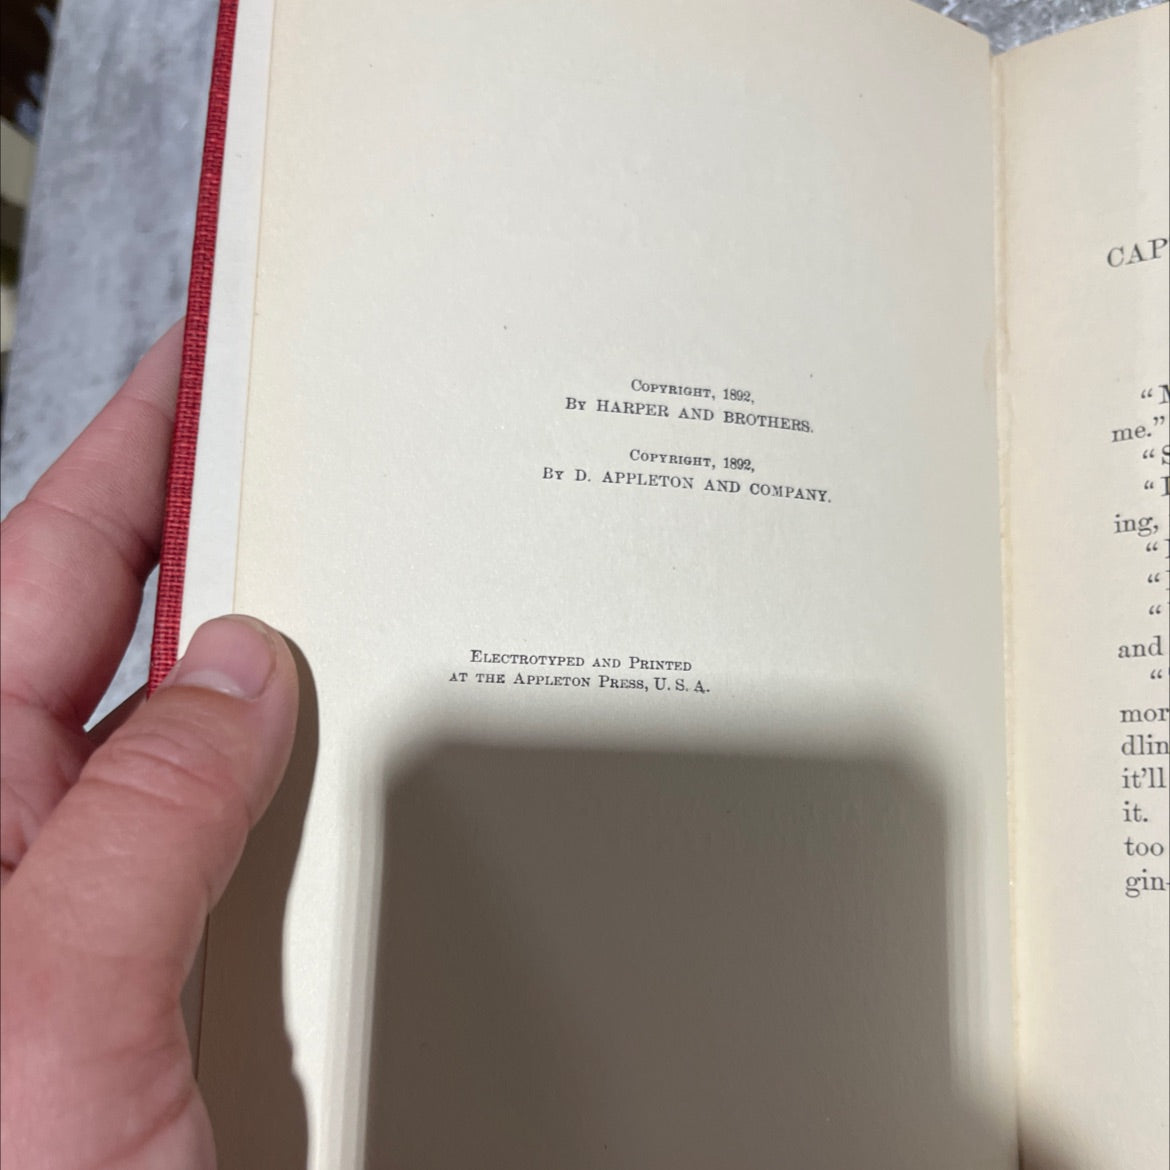 Copyright, 1892,
By HARPER AND BROTHERS.
Copyright, 1892,
By D. APPLETON AND COMPANY.
Electrotyped and Printed
at the Appleton Press, U. S. A.
CAP
“
me.”
“
“
ing,
“
“
“
and
“
mor
dlin
it’ll
it.
too
gin-